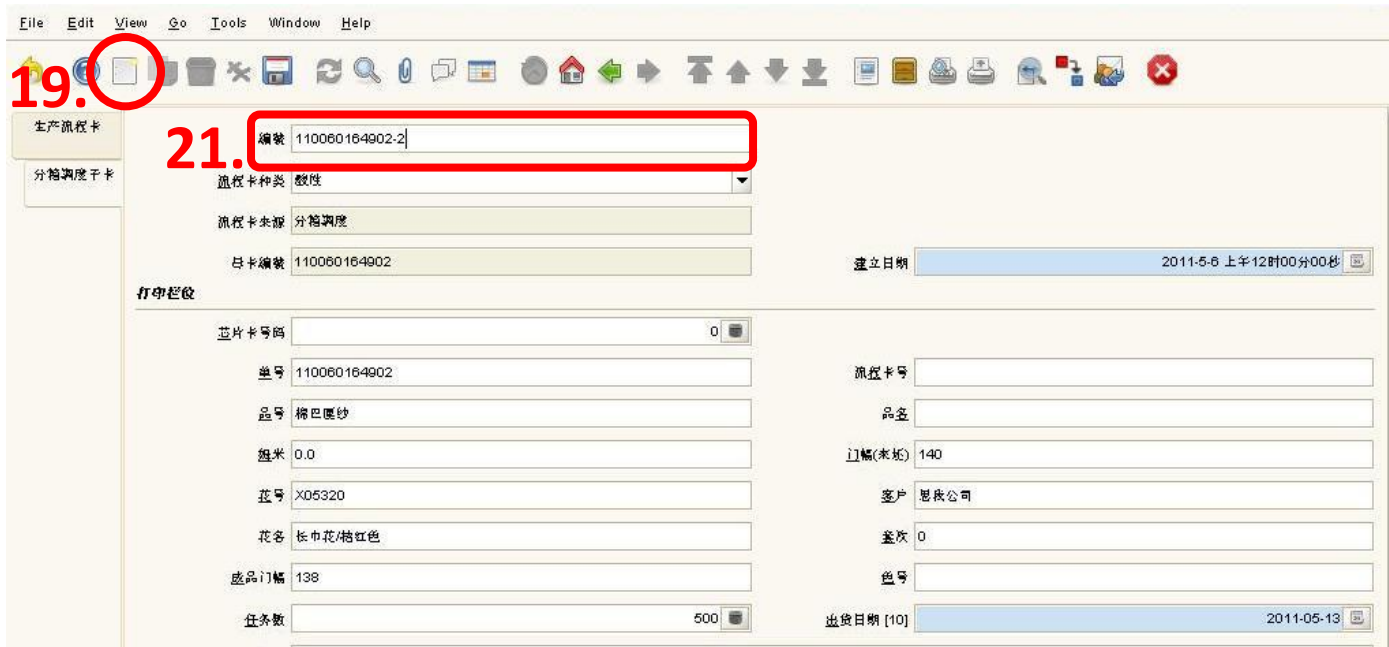 File Edit View Go Tools Window Help
19.
生产流程卡
分箱调度子卡
21.
编号 110060164902-2
流程卡种类 酸性
流程卡来源 分箱调度
母卡编号 110060164902 建立日期 2011-5-6 上午12时00分00秒
打印栏位
芯片卡号码 0
单号 110060164902 流程卡号
品号 棉巴厘纱 品名
0.0 门幅(来坯) 140
花号 X05320 客户 公司
花名 长巾花/桔红色 套次 0
成品门幅 138 色号
任务数 500 出货日期 [10] 2011-05-13